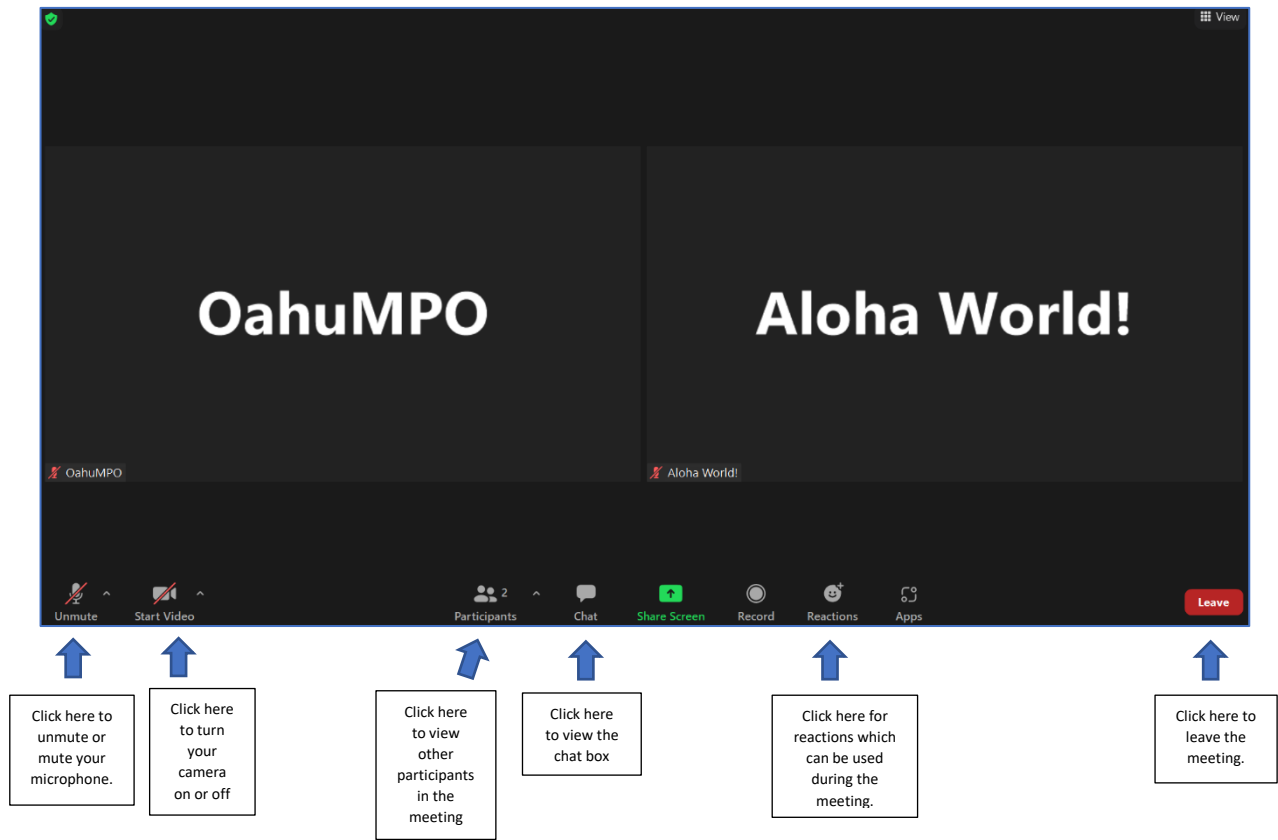 View
OahuMPO
Aloha World!
OahuMPO
Aloha World!
Unmute
Start Video
2
Participants
Chat
Share Screen
Record
Reactions
Apps
Leave
Click here to
unmute or
mute your
microphone.
Click here
to turn
your
camera
on or off
Click here
to view
other
participants
in the
meeting
Click here
to view the
chat box
Click here for
reactions which
can be used
during the
meeting.
Click here to
leave the
meeting.